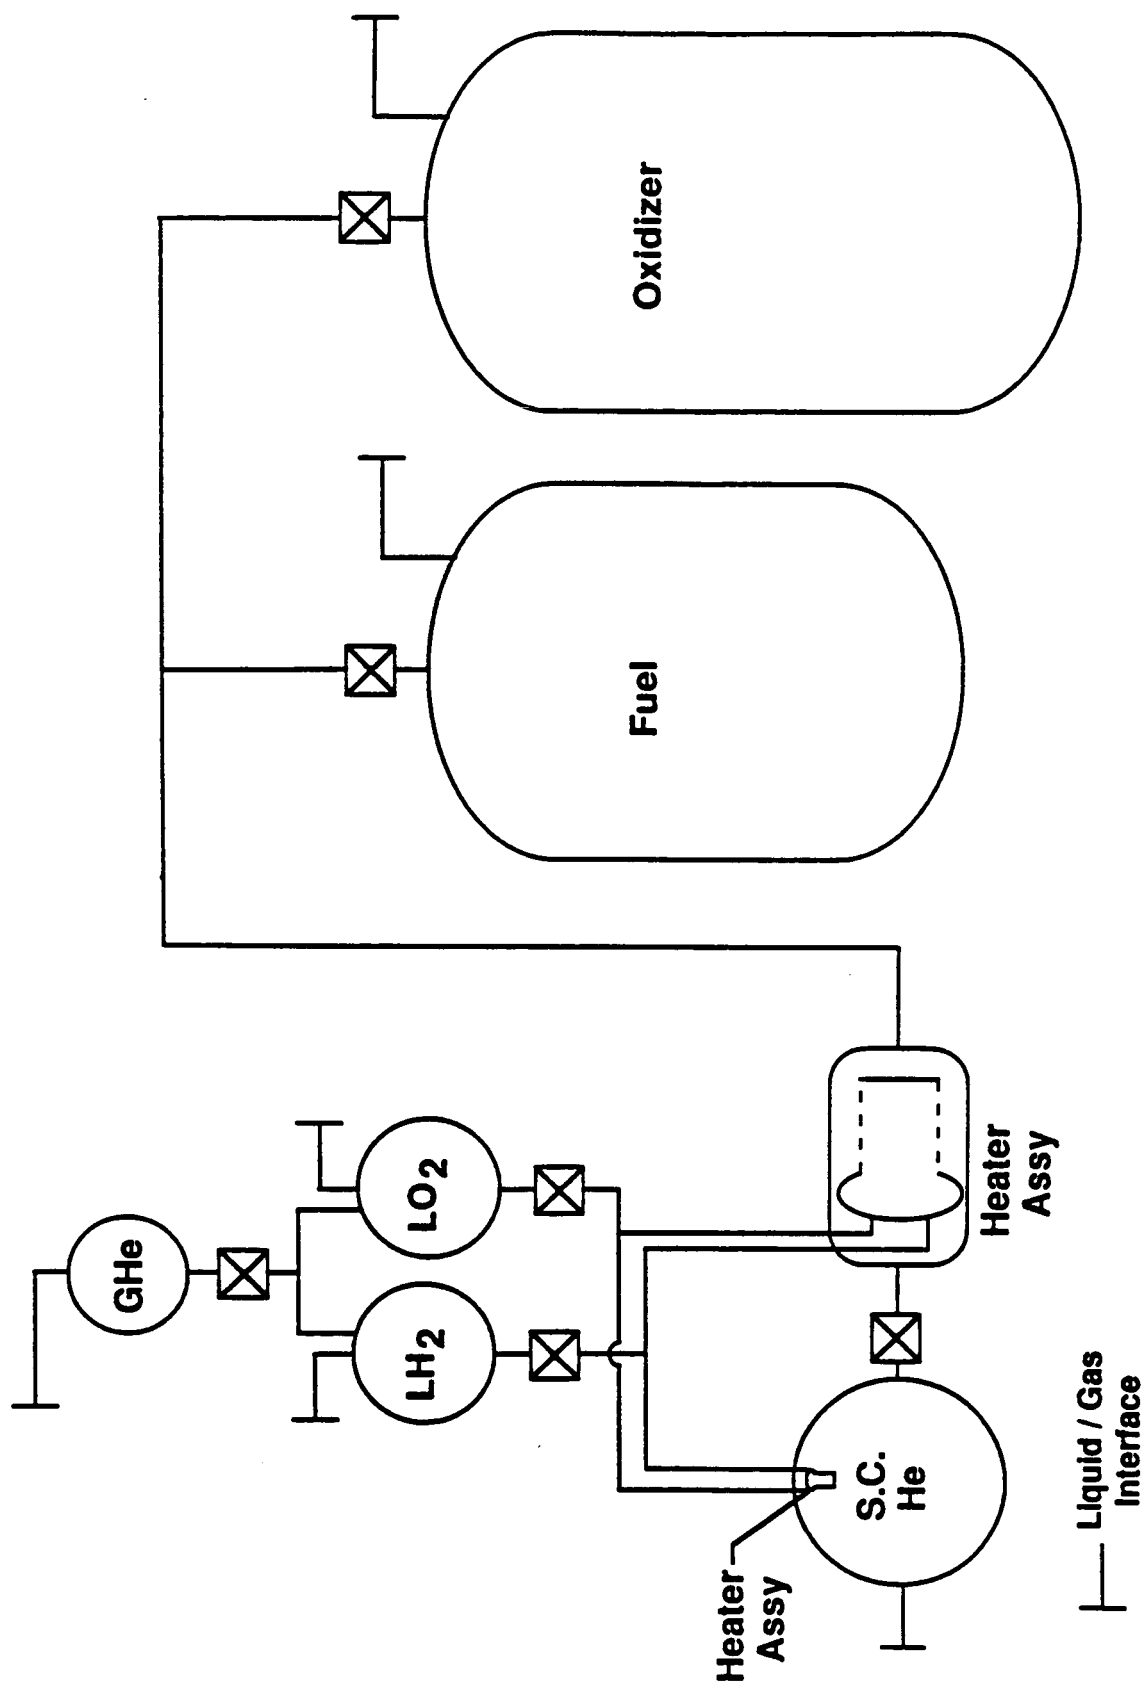 GHe
LH2
LO2
Heater
Assy
S.C.
He
Heater
Assy
Fuel
Oxidizer
Liquid / Gas
Interface